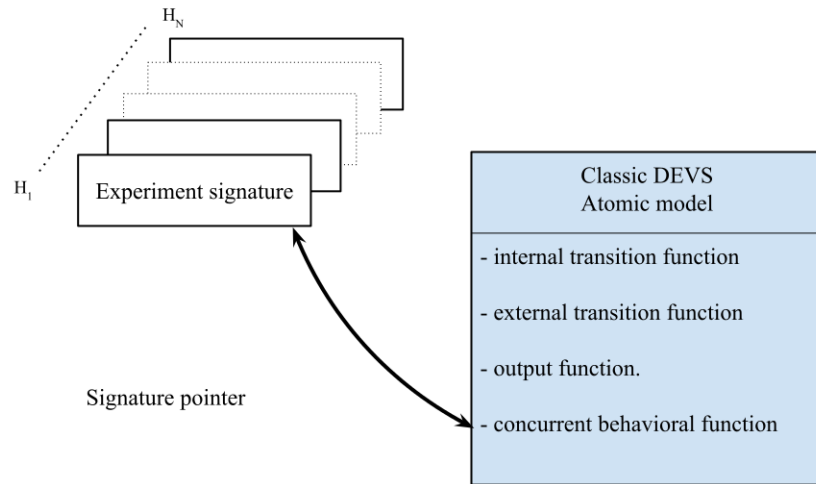 H_N
H_1
Experiment signature
Signature pointer
Classic DEVS
Atomic model
- internal transition function
- external transition function
- output function.
- concurrent behavioral function